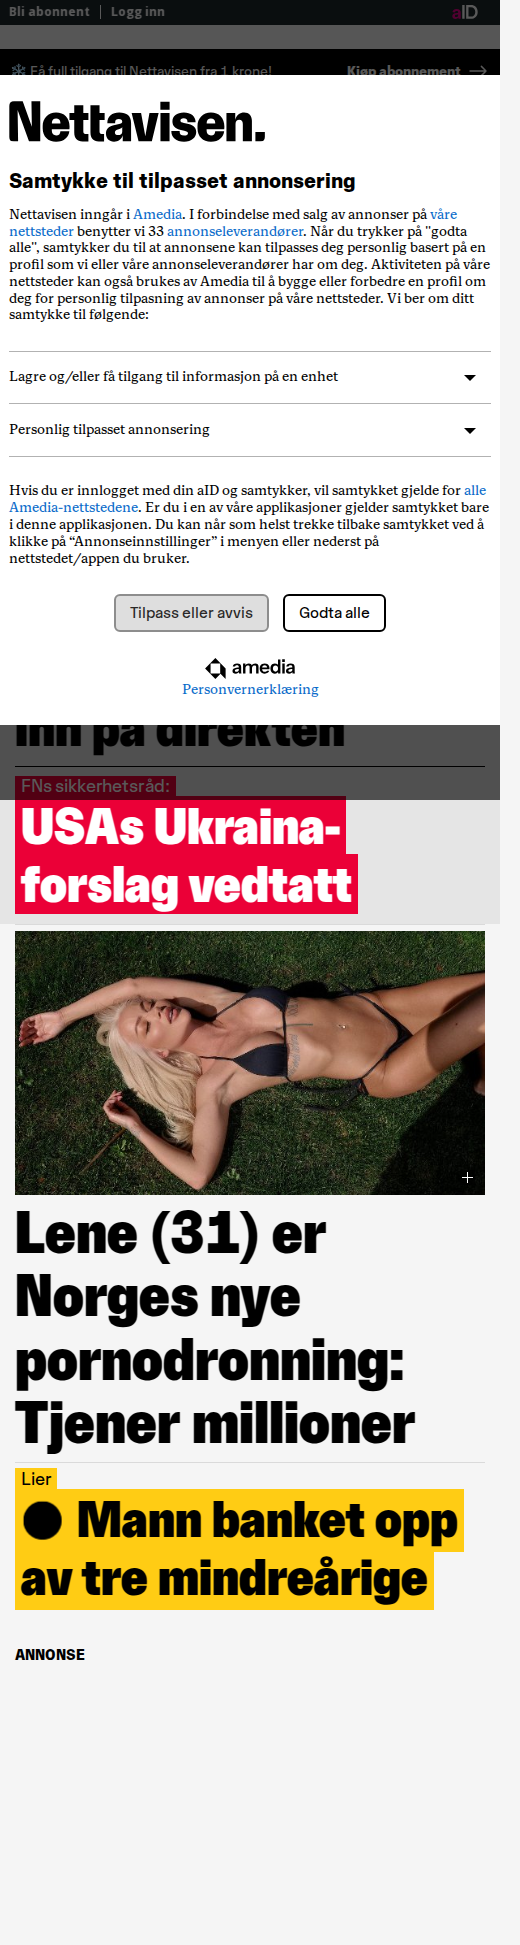 Bli abonnent
Logg inn
aID
Få full tilgang til Nettavisen fra 1 krone!
Kjøp abonnement
Nettavisen.
Samtykke til tilpasset annonsering
Nettavisen inngår i Amedia. I forbindelse med salg av annonser på våre
nettsteder benytter vi 33 annonseleverandører. Når du trykker på "godta
alle", samtykker du til at annonsene kan tilpasses deg personlig basert på en
profil som vi eller våre annonseleverandører har om deg. Aktiviteten på våre
nettsteder kan også brukes av Amedia til å bygge eller forbedre en profil om
deg for personlig tilpasning av annonser på våre nettsteder. Vi ber om ditt
samtykke til følgende:
Lagre og/eller få tilgang til informasjon på en enhet
Personlig tilpasset annonsering
Hvis du er innlogget med din aID og samtykker, vil samtykket gjelde for alle
Amedia-nettstedene. Er du i en av våre applikasjoner gjelder samtykket bare
i denne applikasjonen. Du kan når som helst trekke tilbake samtykket ved å
klikke på “Annonseinnstillinger” i menyen eller nederst på
nettstedet/appen du bruker.
Tilpass eller avvis
Godta alle
amedia
Personvernerklæring
inn på direkten
FNs sikkerhetsråd:
USAs Ukraina-
forslag vedtatt
Lene (31) er
Norges nye
pornodronning:
Tjener millioner
Lier
Mann banket opp
av tre mindreårige
ANNONSE